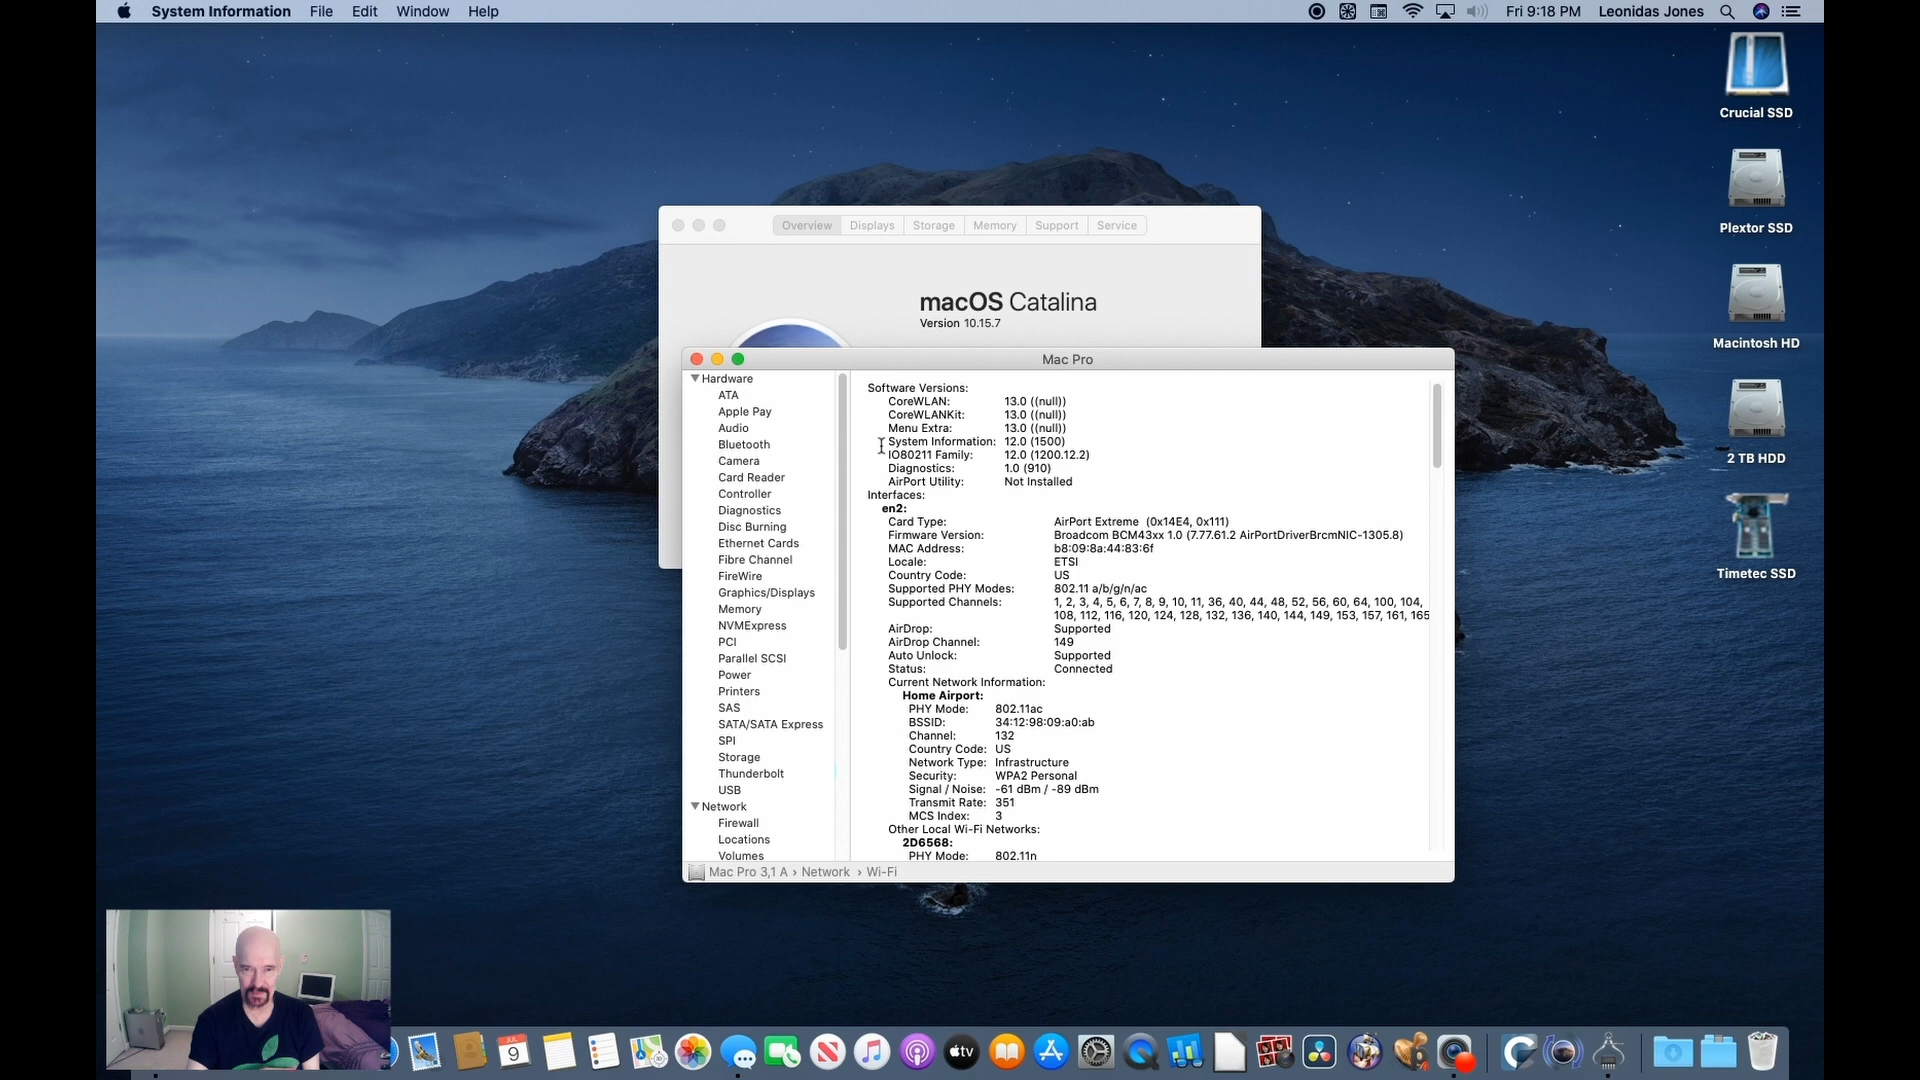 System Information File Edit Window Help Fri 9:18 PM Leonidas Jones
Crucial SSD
Plextor SSD
Macintosh HD
2 TB HDD
Timetec SSD
Overview Displays Storage Memory Support Service
macOS Catalina
Version 10.15.7
Mac Pro
Hardware
ATA
Apple Pay
Audio
Bluetooth
Camera
Card Reader
Controller
Diagnostics
Disc Burning
Ethernet Cards
Fibre Channel
FireWire
Graphics/Displays
Memory
NVMExpress
PCI
Parallel SCSI
Power
Printers
SAS
SATA/SATA Express
SPI
Storage
Thunderbolt
USB
Network
Firewall
Locations
Volumes
Software Versions:
CoreWLAN: 13.0 ((null))
CoreWLANKit: 13.0 ((null))
Menu Extra: 13.0 ((null))
System Information: 12.0 (1500)
IO80211 Family: 12.0 (1200.12.2)
Diagnostics: 1.0 (910)
AirPort Utility: Not Installed
Interfaces:
en2:
Card Type: AirPort Extreme (0x14E4, 0x111)
Firmware Version: Broadcom BCM43xx 1.0 (7.77.61.2 AirPortDriverBrcmNIC-1305.8)
MAC Address: b8:09:8a:44:83:6f
Locale: ETSI
Country Code: US
Supported PHY Modes: 802.11 a/b/g/n/ac
Supported Channels: 1, 2, 3, 4, 5, 6, 7, 8, 9, 10, 11, 36, 40, 44, 48, 52, 56, 60, 64, 100, 104,
108, 112, 116, 120, 124, 128, 132, 136, 140, 144, 149, 153, 157, 161, 165
AirDrop: Supported
AirDrop Channel: 149
Auto Unlock: Supported
Status: Connected
Current Network Information:
Home Airport:
PHY Mode: 802.11ac
BSSID: 34:12:98:09:a0:ab
Channel: 132
Country Code: US
Network Type: Infrastructure
Security: WPA2 Personal
Signal / Noise: -61 dBm / -89 dBm
Transmit Rate: 351
MCS Index: 3
Other Local Wi-Fi Networks:
2D6568:
PHY Mode: 802.11n
Mac Pro 3,1 A › Network › Wi-Fi
JUL
9
tv